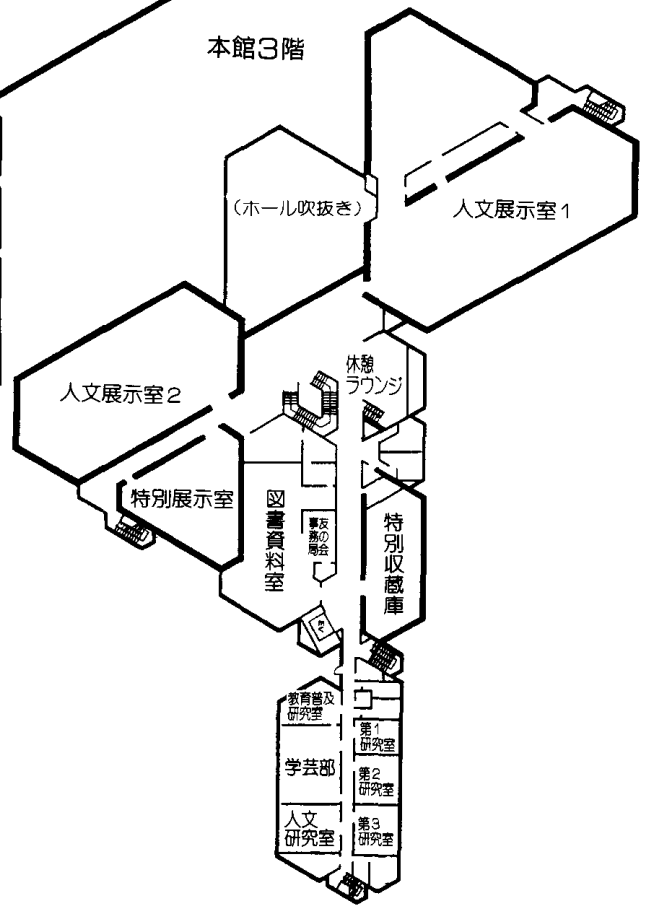 本館3階
(ホール吹抜き)
人文展示室1
休憩
ラウンジ
人文展示室2
特別展示室
図書資料室
友の会
事務局
特別収蔵庫
EV
教育普及
研究室
第1
研究室
学芸部
第2
研究室
人文
研究室
第3
研究室